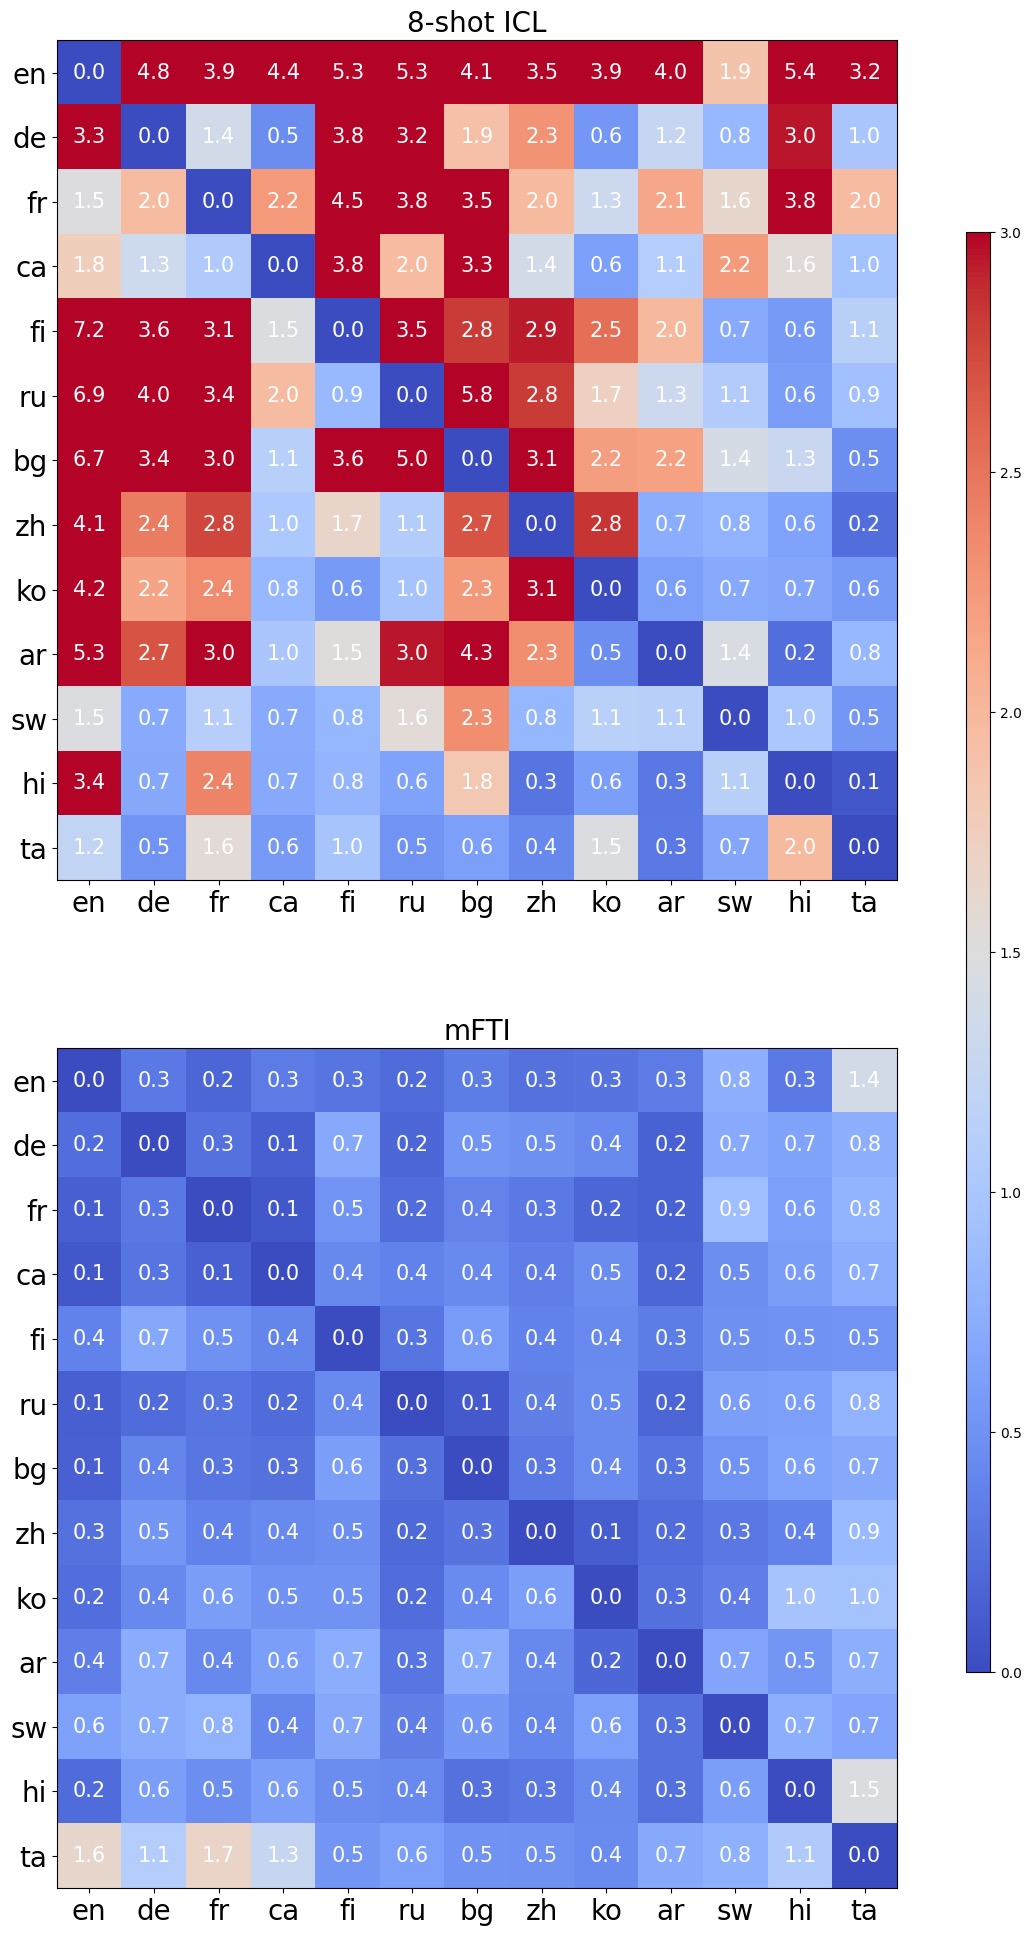 8-shot ICL
en 0.0 4.8 3.9 4.4 5.3 5.3 4.1 3.5 3.9 4.0 1.9 5.4 3.2
de 3.3 0.0 1.4 0.5 3.8 3.2 1.9 2.3 0.6 1.2 0.8 3.0 1.0
fr 1.5 2.0 0.0 2.2 4.5 3.8 3.5 2.0 1.3 2.1 1.6 3.8 2.0
3.0
ca 1.8 1.3 1.0 0.0 3.8 2.0 3.3 1.4 0.6 1.1 2.2 1.6 1.0
fi 7.2 3.6 3.1 1.5 0.0 3.5 2.8 2.9 2.5 2.0 0.7 0.6 1.1
ru 6.9 4.0 3.4 2.0 0.9 0.0 5.8 2.8 1.7 1.3 1.1 0.6 0.9
bg 6.7 3.4 3.0 1.1 3.6 5.0 0.0 3.1 2.2 2.2 1.4 1.3 0.5
2.5
zh 4.1 2.4 2.8 1.0 1.7 1.1 2.7 0.0 2.8 0.7 0.8 0.6 0.2
ko 4.2 2.2 2.4 0.8 0.6 1.0 2.3 3.1 0.0 0.6 0.7 0.7 0.6
ar 5.3 2.7 3.0 1.0 1.5 3.0 4.3 2.3 0.5 0.0 1.4 0.2 0.8
2.0
sw 1.5 0.7 1.1 0.7 0.8 1.6 2.3 0.8 1.1 1.1 0.0 1.0 0.5
hi 3.4 0.7 2.4 0.7 0.8 0.6 1.8 0.3 0.6 0.3 1.1 0.0 0.1
ta 1.2 0.5 1.6 0.6 1.0 0.5 0.6 0.4 1.5 0.3 0.7 2.0 0.0
en de fr ca fi ru bg zh ko ar sw hi ta
1.5
mFTI
en 0.0 0.3 0.2 0.3 0.3 0.2 0.3 0.3 0.3 0.3 0.8 0.3 1.4
de 0.2 0.0 0.3 0.1 0.7 0.2 0.5 0.5 0.4 0.2 0.7 0.7 0.8
1.0
fr 0.1 0.3 0.0 0.1 0.5 0.2 0.4 0.3 0.2 0.2 0.9 0.6 0.8
ca 0.1 0.3 0.1 0.0 0.4 0.4 0.4 0.4 0.5 0.2 0.5 0.6 0.7
fi 0.4 0.7 0.5 0.4 0.0 0.3 0.6 0.4 0.4 0.3 0.5 0.5 0.5
ru 0.1 0.2 0.3 0.2 0.4 0.0 0.1 0.4 0.5 0.2 0.6 0.6 0.8
0.5
bg 0.1 0.4 0.3 0.3 0.6 0.3 0.0 0.3 0.4 0.3 0.5 0.6 0.7
zh 0.3 0.5 0.4 0.4 0.5 0.2 0.3 0.0 0.1 0.2 0.3 0.4 0.9
ko 0.2 0.4 0.6 0.5 0.5 0.2 0.4 0.6 0.0 0.3 0.4 1.0 1.0
ar 0.4 0.7 0.4 0.6 0.7 0.3 0.7 0.4 0.2 0.0 0.7 0.5 0.7
0.0
sw 0.6 0.7 0.8 0.4 0.7 0.4 0.6 0.4 0.6 0.3 0.0 0.7 0.7
hi 0.2 0.6 0.5 0.6 0.5 0.4 0.3 0.3 0.4 0.3 0.6 0.0 1.5
ta 1.6 1.1 1.7 1.3 0.5 0.6 0.5 0.5 0.4 0.7 0.8 1.1 0.0
en de fr ca fi ru bg zh ko ar sw hi ta